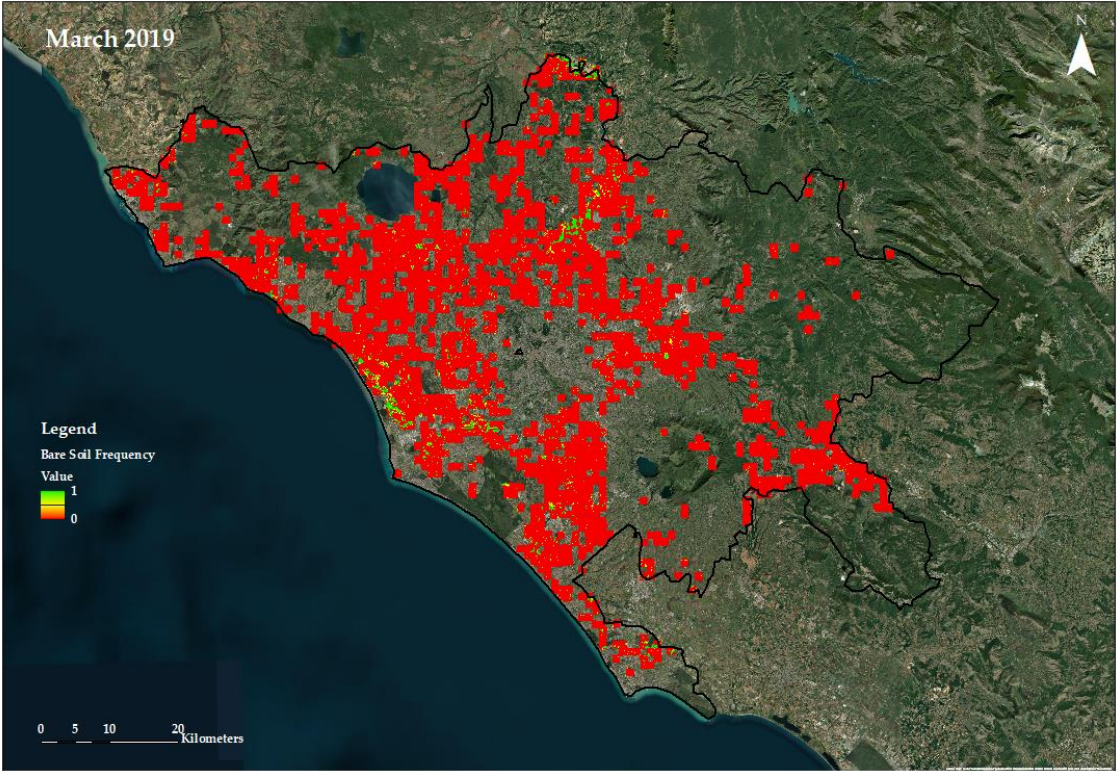 March 2019
N
Legend
Bare Soil Frequency
Value
1
0
0 5 10 20
Kilometers